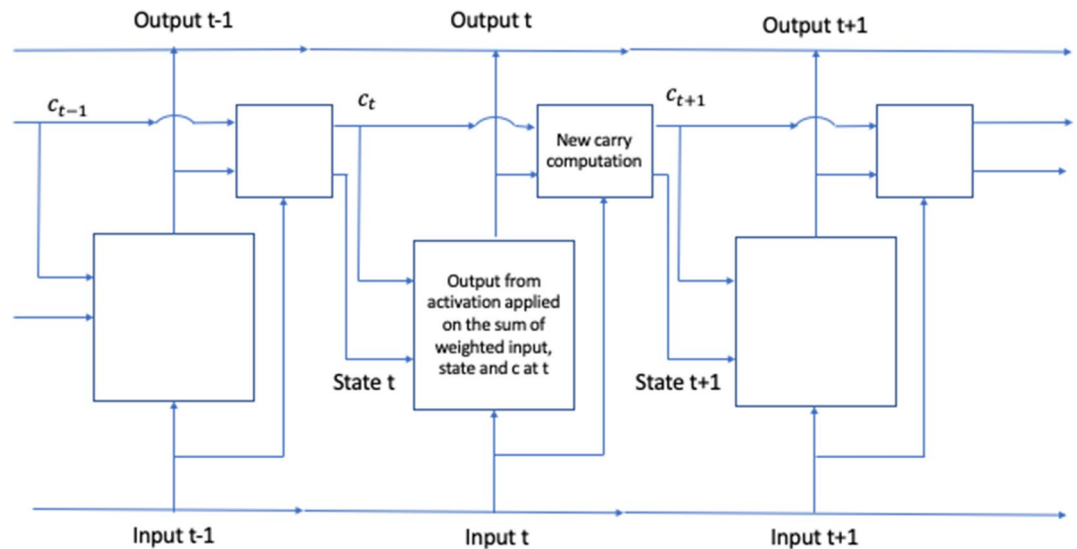 Output t-1
Output t
Output t+1
c_{t-1}
c_t
c_{t+1}
New carry
computation
Output from
activation applied
on the sum of
weighted input,
state and c at t
State t
State t+1
Input t-1
Input t
Input t+1